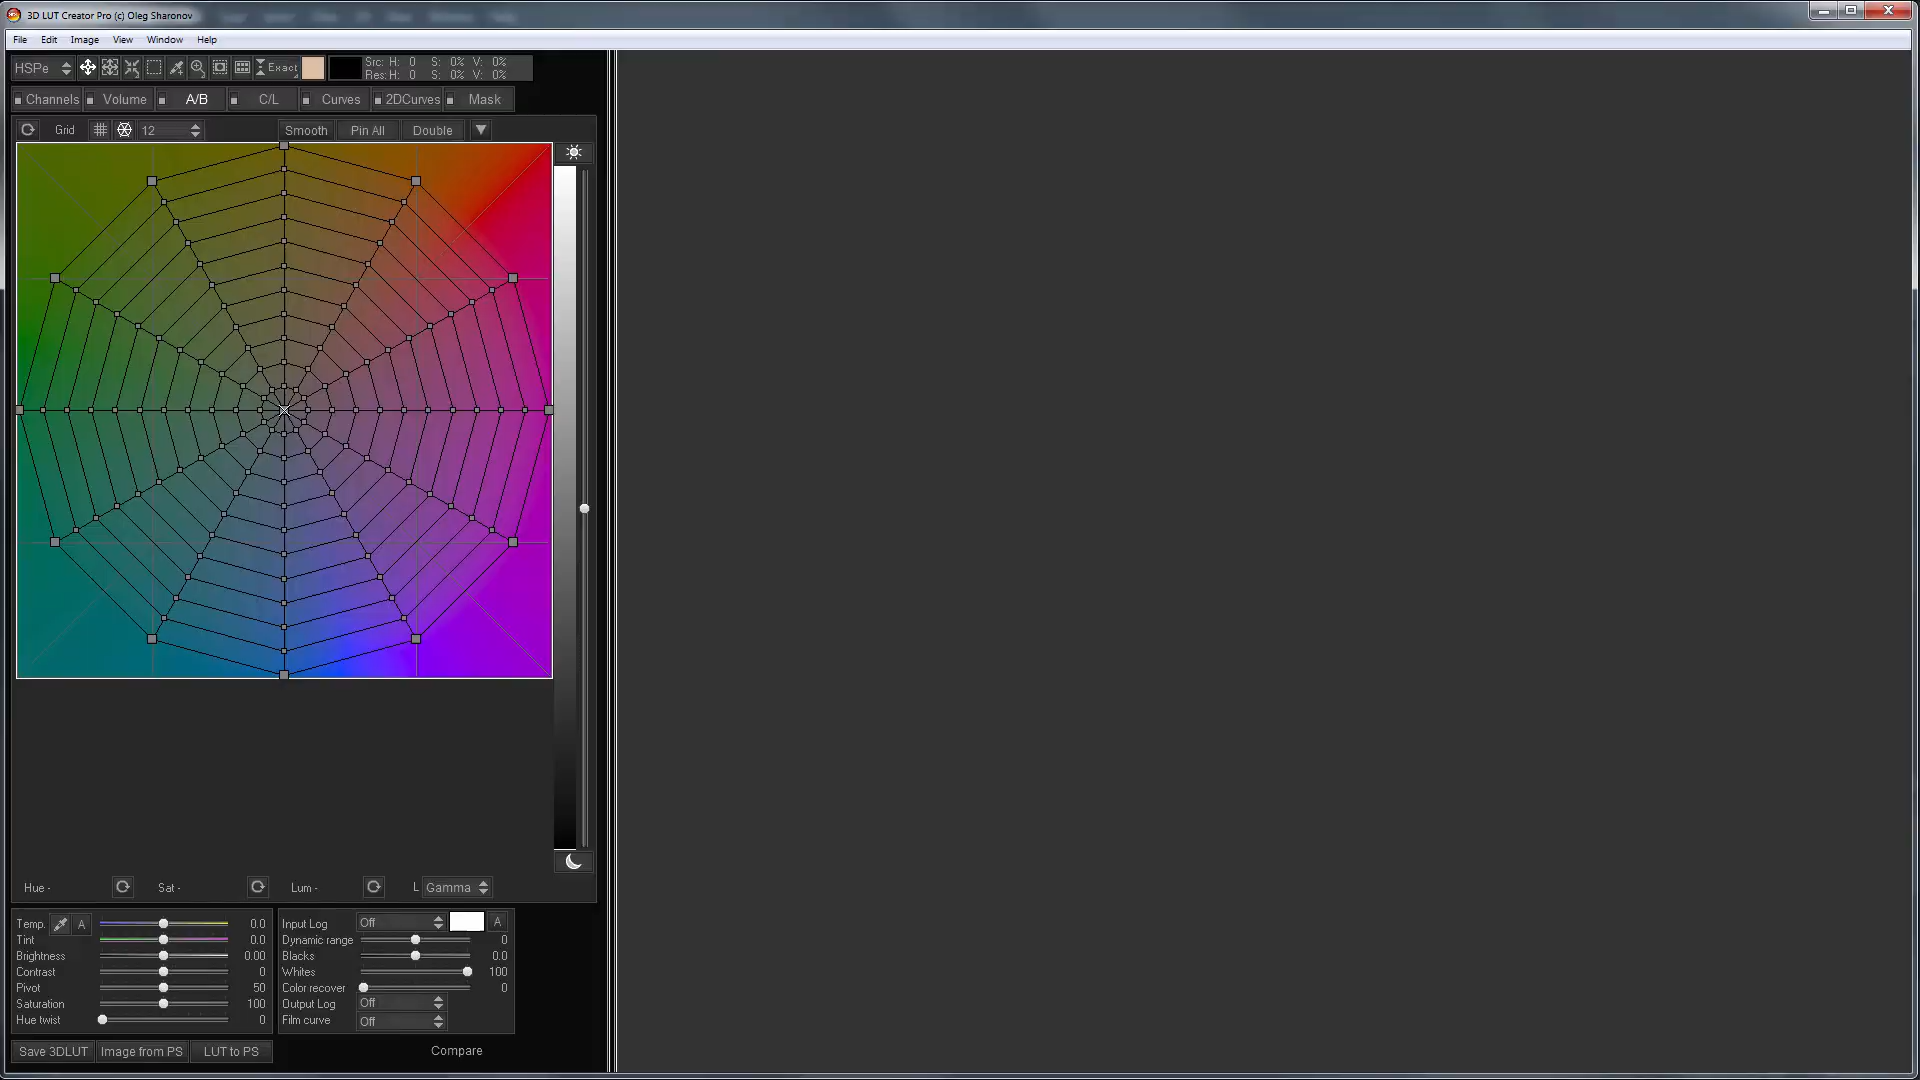 3D LUT Creator Pro (c) Oleg Sharonov
File Edit Image View Window Help
HSPe Exact Src: H: 0 S: 0% V: 0%
Res: H: 0 S: 0% V: 0%
Channels Volume A/B C/L Curves 2DCurves Mask
Grid 12 Smooth Pin All Double
Hue - Sat - Lum - L Gamma
Temp. A 0.0 Input Log Off A
Tint 0.0 Dynamic range 0
Brightness 0.00 Blacks 0.0
Contrast 0 Whites 100
Pivot 50 Color recover 0
Saturation 100 Output Log Off
Hue twist 0 Film curve Off
Save 3DLUT Image from PS LUT to PS Compare